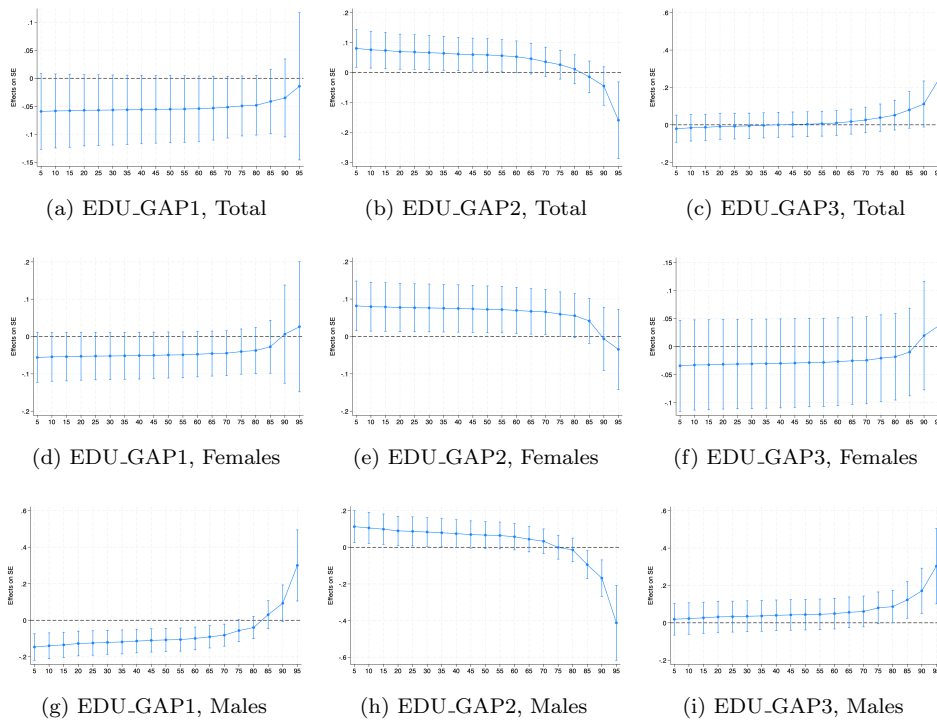 Effects on SE
.1
.05
0
.05
.1
.15
5 10 15 20 25 30 35 40 45 50 55 60 65 70 75 80 85 90 95
(a) EDU_GAP1, Total
Effects on SE
.2
.1
0
.1
.2
.3
5 10 15 20 25 30 35 40 45 50 55 60 65 70 75 80 85 90 95
(b) EDU_GAP2, Total
Effects on SE
.6
.4
.2
0
-.2
5 10 15 20 25 30 35 40 45 50 55 60 65 70 75 80 85 90 95
(c) EDU_GAP3, Total
Effects on SE
.2
.1
0
.1
-.2
5 10 15 20 25 30 35 40 45 50 55 60 65 70 75 80 85 90 95
(d) EDU_GAP1, Females
Effects on SE
.2
.1
0
.1
.2
5 10 15 20 25 30 35 40 45 50 55 60 65 70 75 80 85 90 95
(e) EDU_GAP2, Females
Effects on SE
.15
.1
.05
0
.05
-.1
5 10 15 20 25 30 35 40 45 50 55 60 65 70 75 80 85 90 95
(f) EDU_GAP3, Females
Effects on SE
.6
.4
.2
0
-.2
5 10 15 20 25 30 35 40 45 50 55 60 65 70 75 80 85 90 95
(g) EDU_GAP1, Males
Effects on SE
.2
0
-.2
-.4
-.6
5 10 15 20 25 30 35 40 45 50 55 60 65 70 75 80 85 90 95
(h) EDU_GAP2, Males
Effects on SE
.6
.4
.2
0
-.2
5 10 15 20 25 30 35 40 45 50 55 60 65 70 75 80 85 90 95
(i) EDU_GAP3, Males